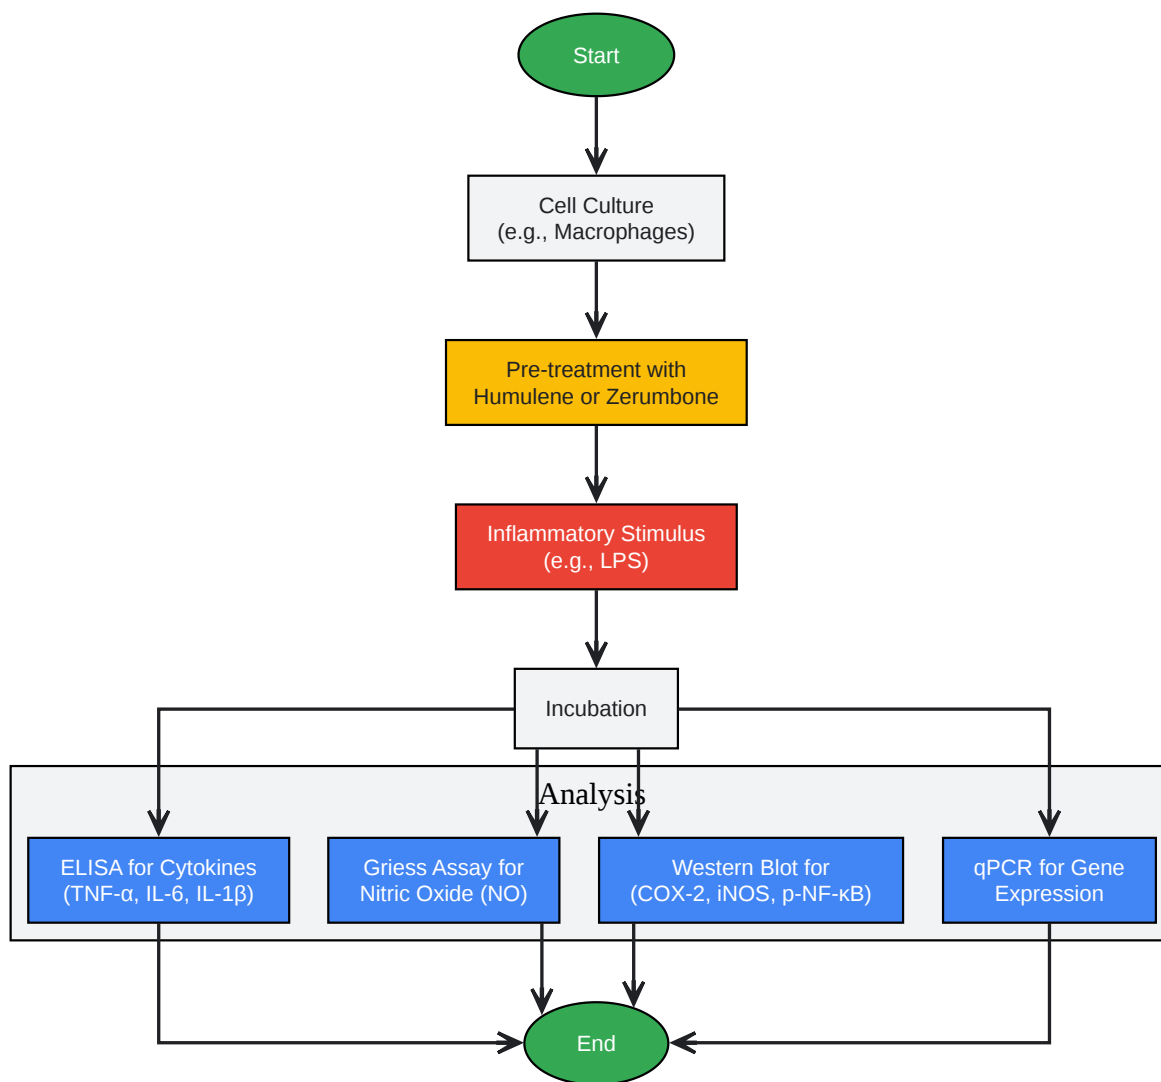 Start
Cell Culture
(e.g., Macrophages)
Pre-treatment with
Humulene or Zerumbone
Inflammatory Stimulus
(e.g., LPS)
Incubation
Analysis
ELISA for Cytokines
(TNF-α, IL-6, IL-1β)
Griess Assay for
Nitric Oxide (NO)
Western Blot for
(COX-2, iNOS, p-NF-κB)
qPCR for Gene
Expression
End